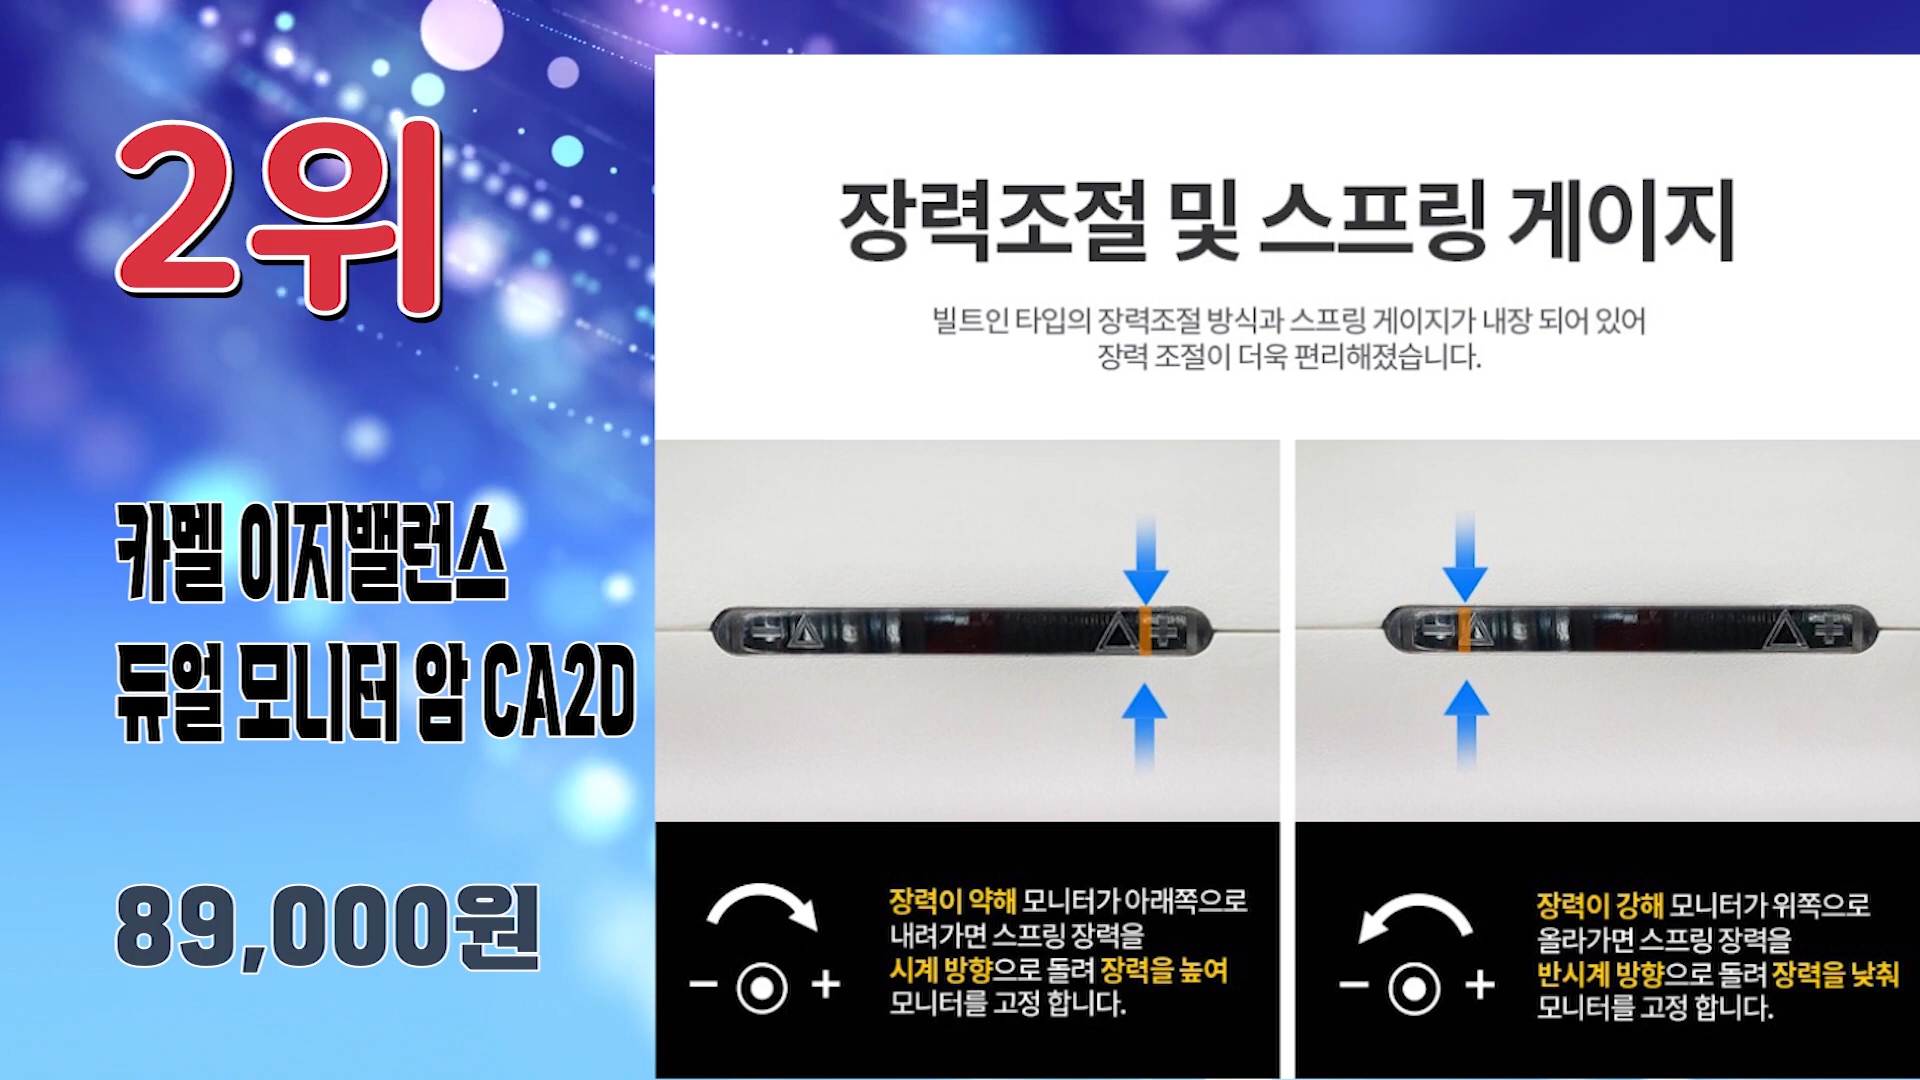 2위
카멜 이지밸런스
듀얼 모니터 암 CA2D
89,000원
장력조절 및 스프링 게이지
빌트인 타입의 장력조절 방식과 스프링 게이지가 내장 되어 있어
장력 조절이 더욱 편리해졌습니다.
장력이 약해 모니터가 아래쪽으로
내려가면 스프링 장력을
시계 방향으로 돌려 장력을 높여
모니터를 고정 합니다.
− +
장력이 강해 모니터가 위쪽으로
올라가면 스프링 장력을
반시계 방향으로 돌려 장력을 낮춰
모니터를 고정 합니다.
− +